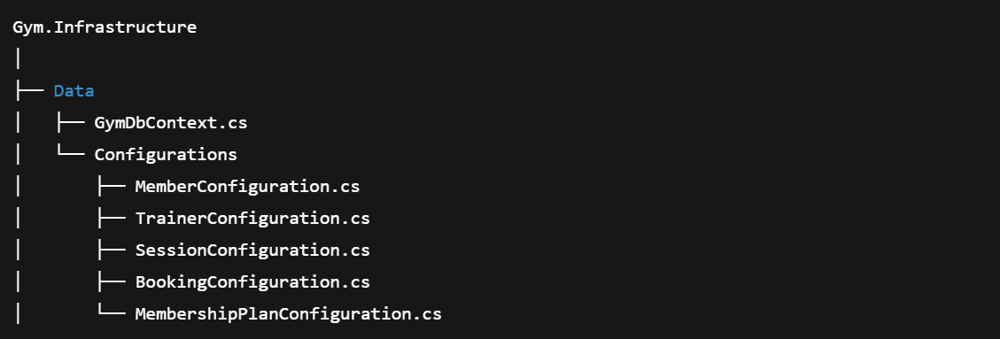 Gym.Infrastructure
│
├── Data
│   ├── GymDbContext.cs
│   └── Configurations
│       ├── MemberConfiguration.cs
│       ├── TrainerConfiguration.cs
│       ├── SessionConfiguration.cs
│       ├── BookingConfiguration.cs
│       └── MembershipPlanConfiguration.cs